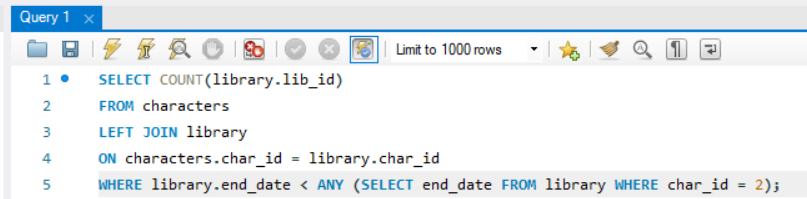 Query 1
Limit to 1000 rows
1 SELECT COUNT(library.lib_id)
2 FROM characters
3 LEFT JOIN library
4 ON characters.char_id = library.char_id
5 WHERE library.end_date < ANY (SELECT end_date FROM library WHERE char_id = 2);